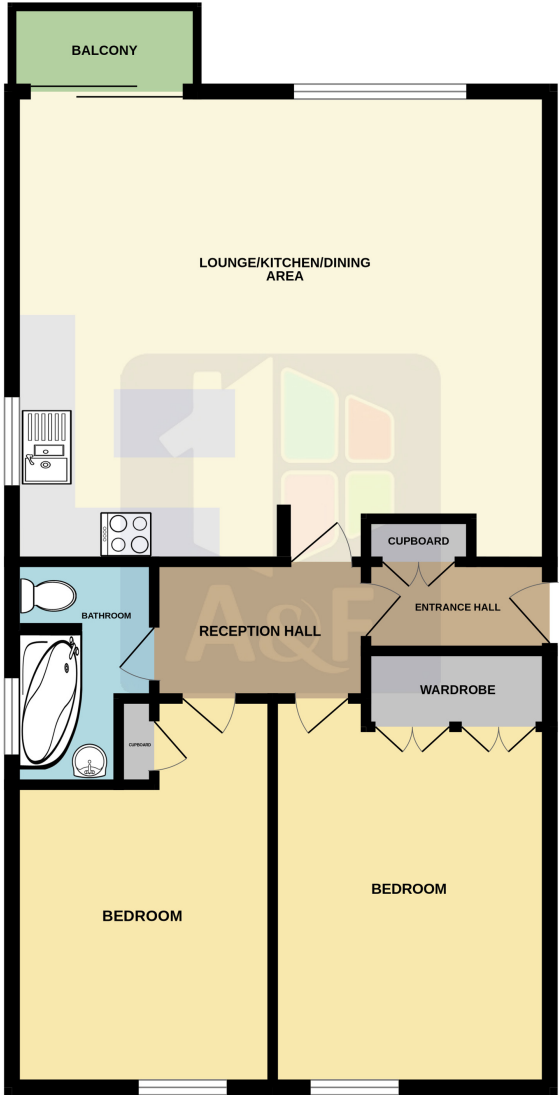 BALCONY
LOUNGE/KITCHEN/DINING
AREA
CUPBOARD
BATHROOM
ENTRANCE HALL
RECEPTION HALL
A&F
WARDROBE
CUPBOARD
BEDROOM
BEDROOM